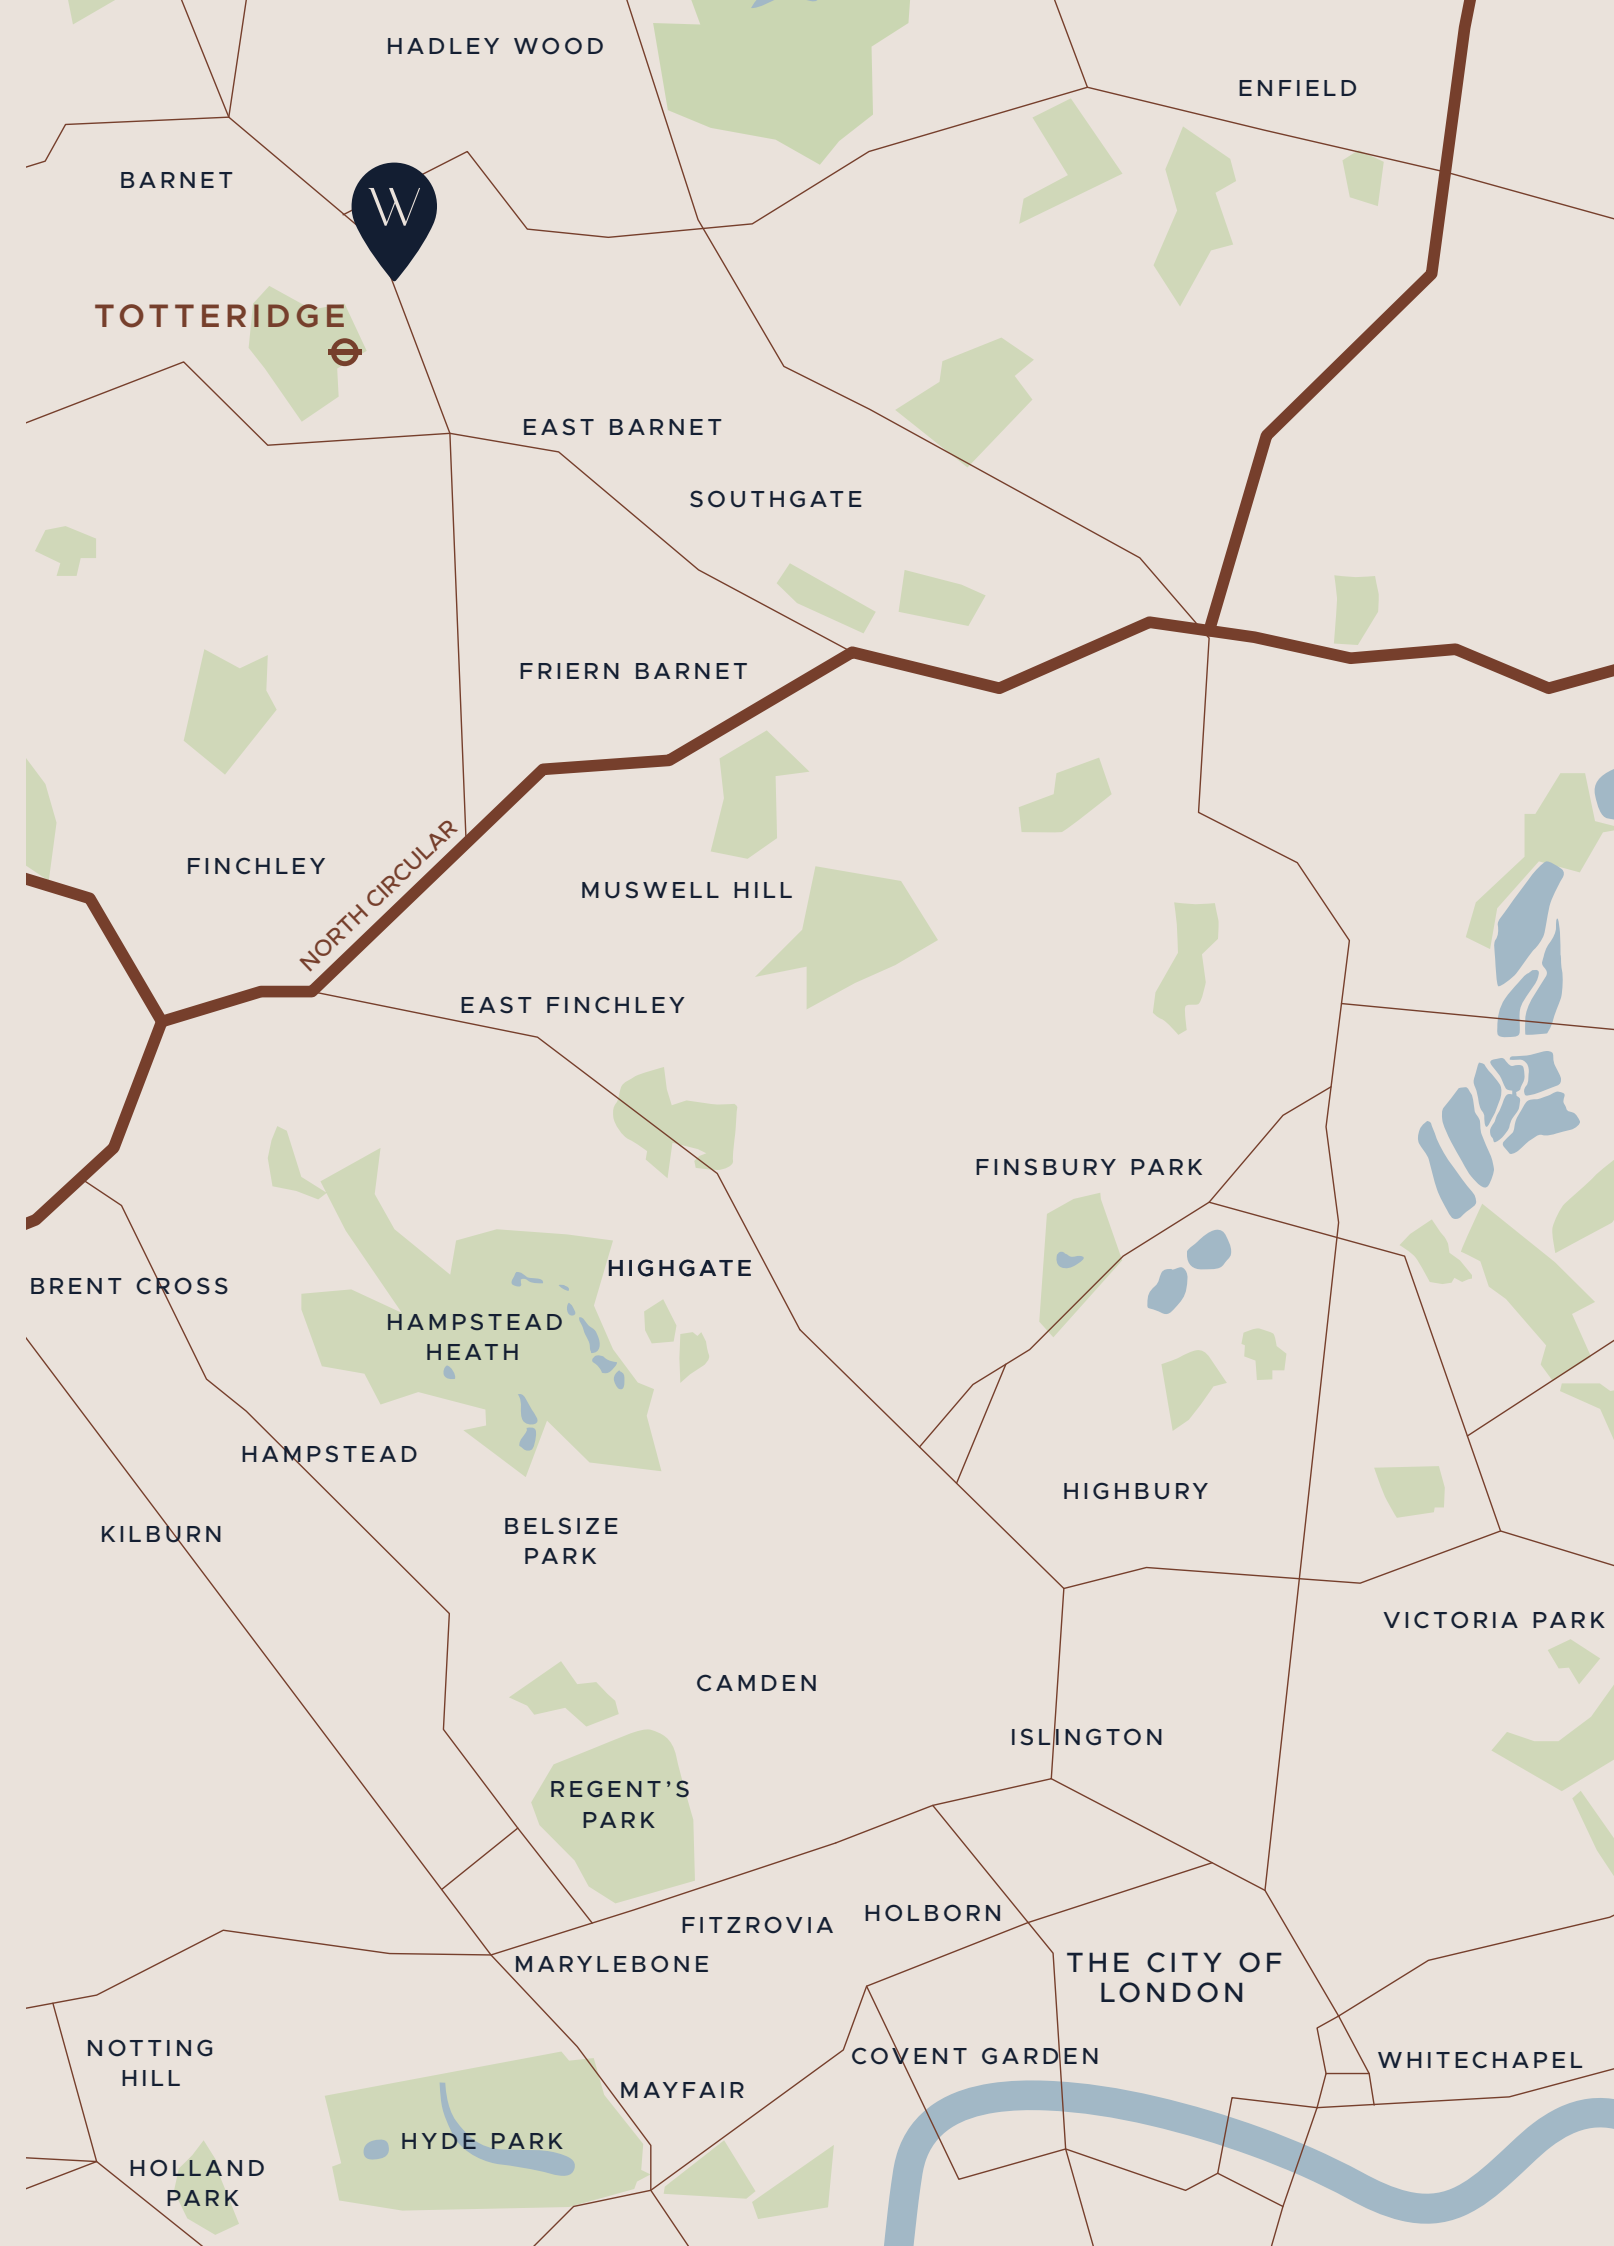 HADLEY WOOD
ENFIELD
BARNET
W
TOTTERIDGE
EAST BARNET
SOUTHGATE
FRIERN BARNET
NORTH CIRCULAR
FINCHLEY
MUSWELL HILL
EAST FINCHLEY
FINSBURY PARK
HIGHGATE
BRENT CROSS
HAMPSTEAD
HEATH
HAMPSTEAD
HIGHBURY
KILBURN
BELSIZE
PARK
VICTORIA PARK
CAMDEN
ISLINGTON
REGENT’S
PARK
HOLBORN
FITZROVIA
MARYLEBONE
THE CITY OF
LONDON
NOTTING
HILL
COVENT GARDEN
WHITECHAPEL
MAYFAIR
HYDE PARK
HOLLAND
PARK